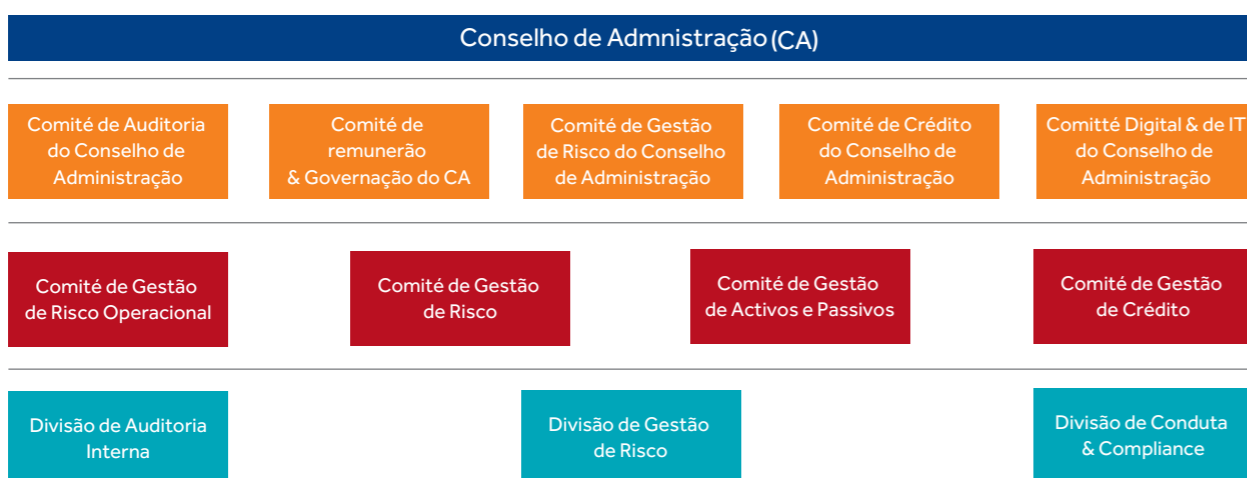 Conselho de Admnistração (CA)
Comité de Auditoria
do Conselho de
Administração
Comité de
remunerão
& Governação do CA
Comité de Gestão
de Risco do Conselho
de Administração
Comité de Crédito
do Conselho de
Administração
Comitté Digital & de IT
do Conselho de
Administração
Comité de Gestão
de Risco Operacional
Comité de Gestão
de Risco
Comité de Gestão
de Activos e Passivos
Comité de Gestão
de Crédito
Divisão de Auditoria
Interna
Divisão de Gestão
de Risco
Divisão de Conduta
& Compliance